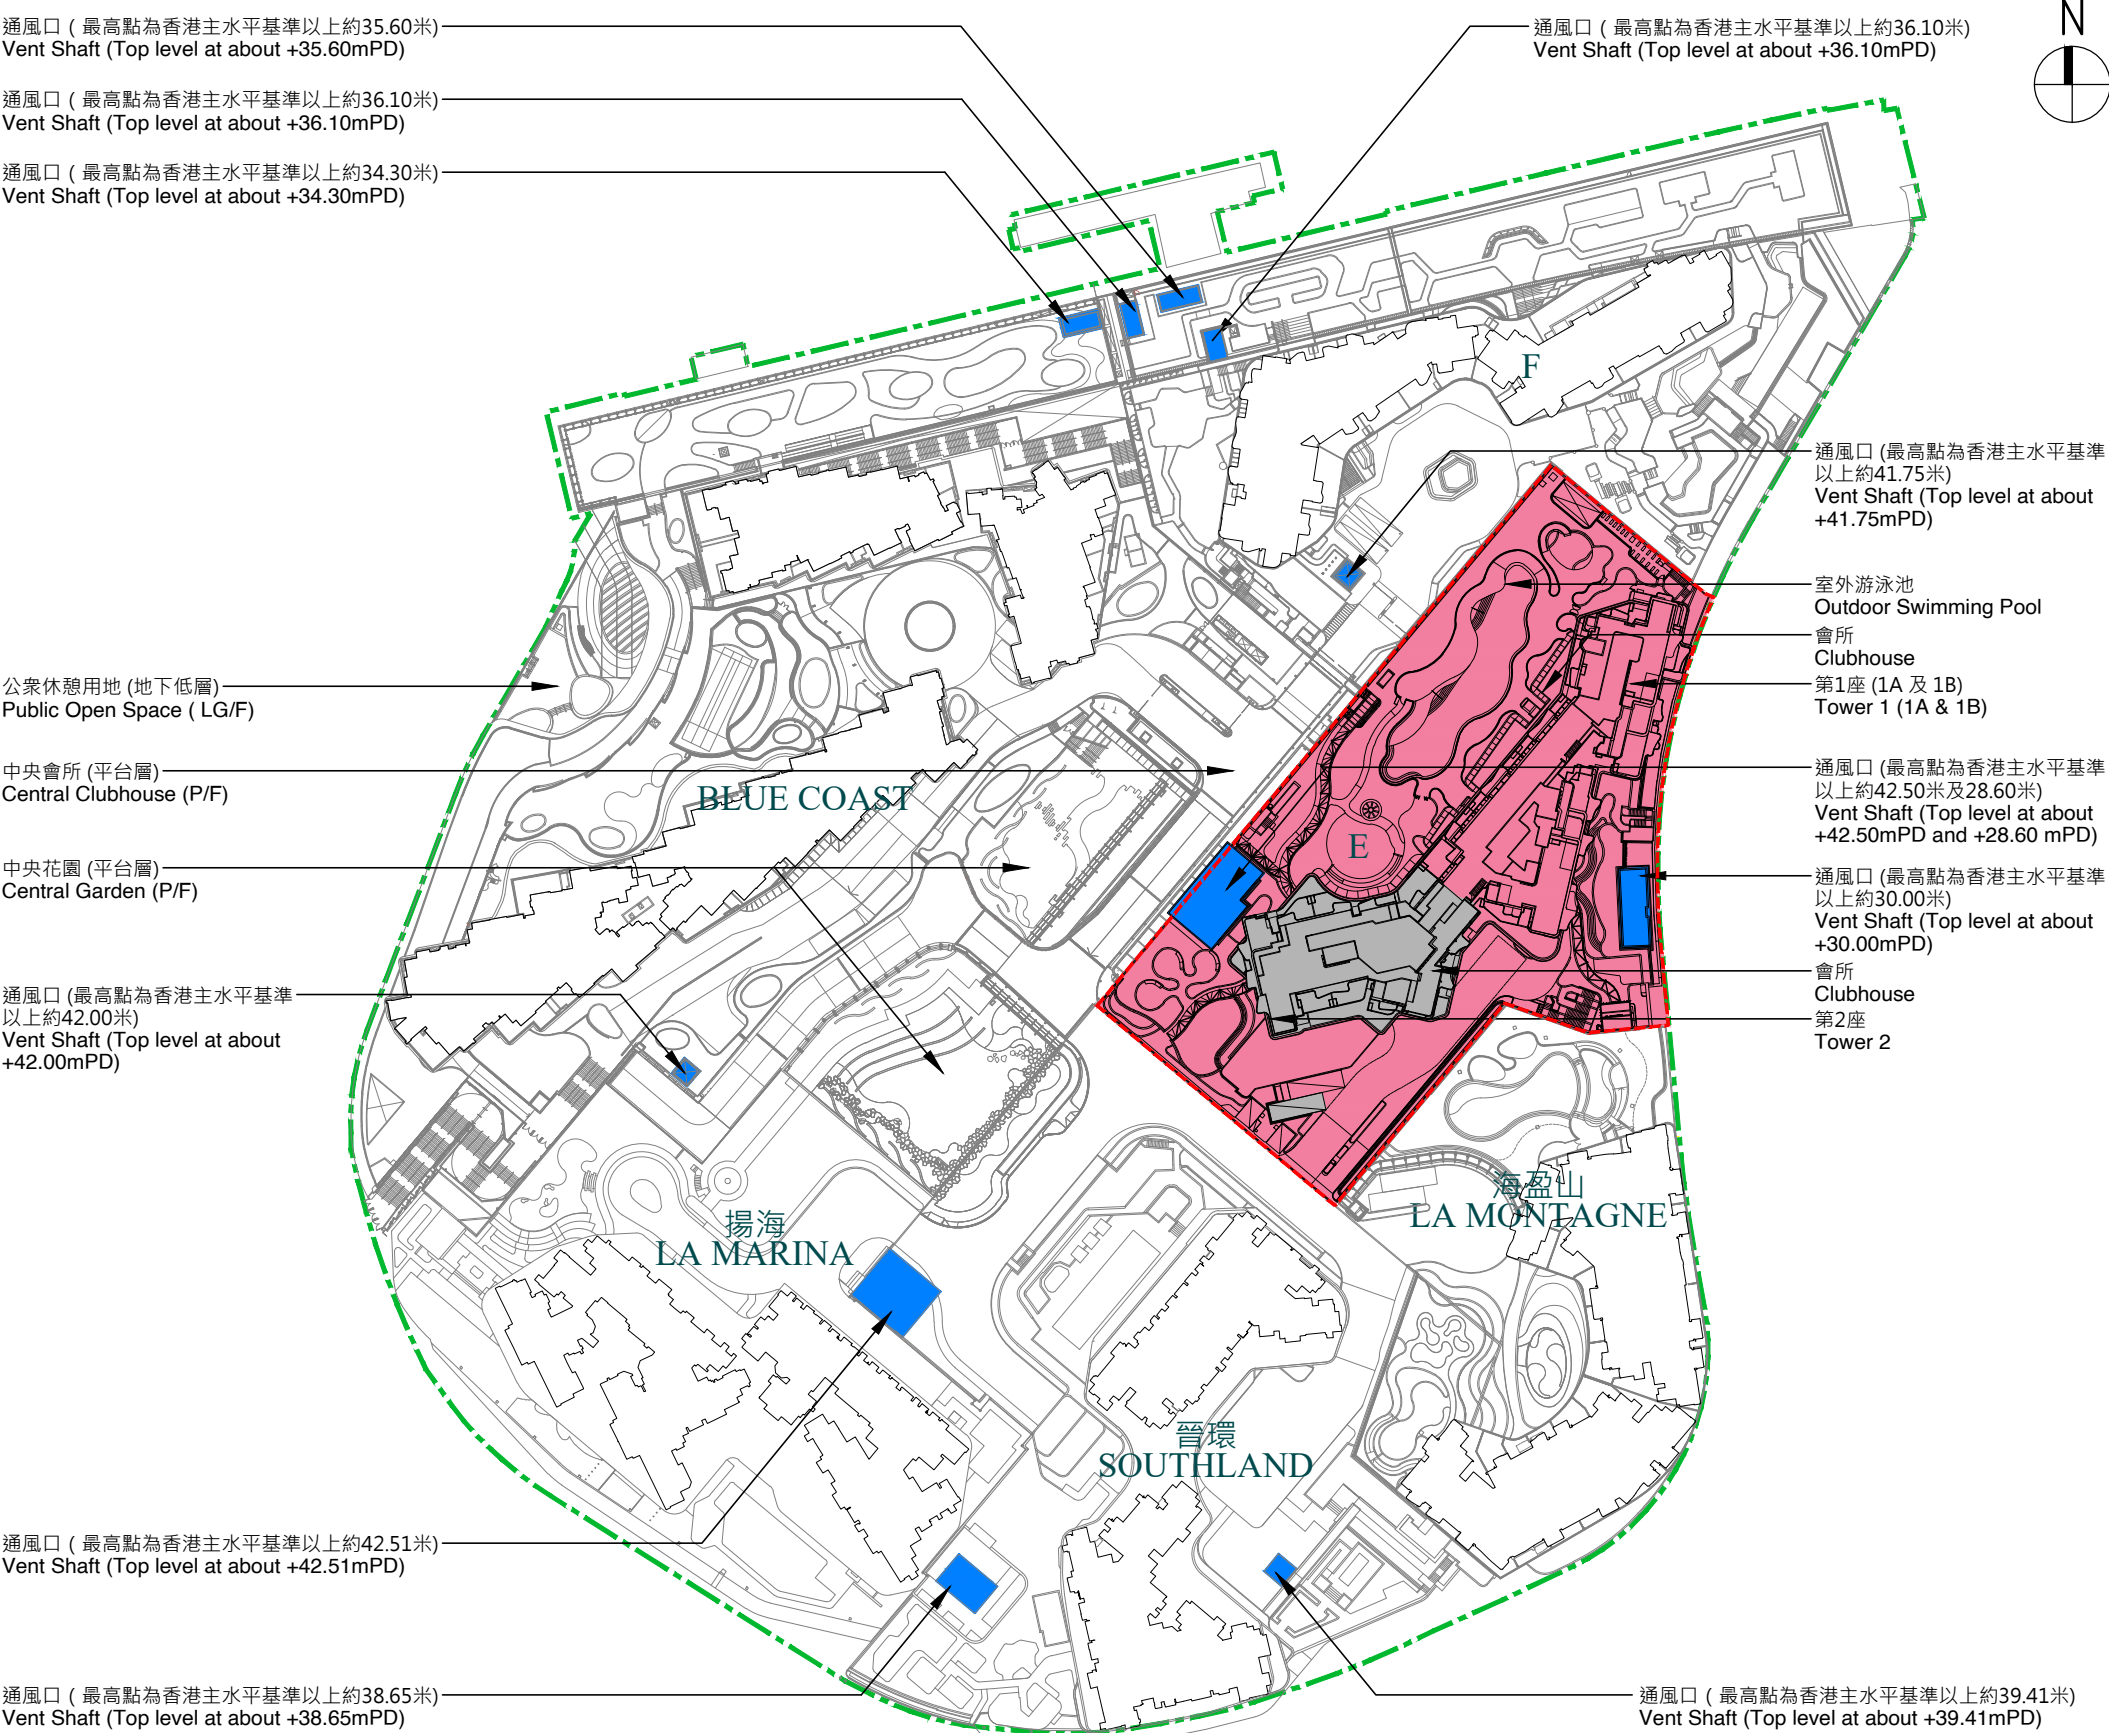 通風口 ( 最高點為香港主水平基準以上約35.60米)
Vent Shaft (Top level at about +35.60mPD)
通風口 ( 最高點為香港主水平基準以上約36.10米)
Vent Shaft (Top level at about +36.10mPD)
通風口 ( 最高點為香港主水平基準以上約34.30米)
Vent Shaft (Top level at about +34.30mPD)
通風口 ( 最高點為香港主水平基準以上約36.10米)
Vent Shaft (Top level at about +36.10mPD)
N
F
通風口 (最高點為香港主水平基準
以上約41.75米)
Vent Shaft (Top level at about
+41.75mPD)
室外游泳池
Outdoor Swimming Pool
會所
Clubhouse
第1座 (1A 及 1B)
Tower 1 (1A & 1B)
通風口 (最高點為香港主水平基準
以上約42.50米及28.60米)
Vent Shaft (Top level at about
+42.50mPD and +28.60 mPD)
通風口 (最高點為香港主水平基準
以上約30.00米)
Vent Shaft (Top level at about
+30.00mPD)
會所
Clubhouse
第2座
Tower 2
公衆休憩用地 (地下低層)
Public Open Space ( LG/F)
中央會所 (平台層)
Central Clubhouse (P/F)
中央花園 (平台層)
Central Garden (P/F)
通風口 (最高點為香港主水平基準
以上約42.00米)
Vent Shaft (Top level at about
+42.00mPD)
BLUE COAST
E
海盈山
LA MONTAGNE
揚海
LA MARINA
晉環
SOUTHLAND
通風口 ( 最高點為香港主水平基準以上約42.51米)
Vent Shaft (Top level at about +42.51mPD)
通風口 ( 最高點為香港主水平基準以上約38.65米)
Vent Shaft (Top level at about +38.65mPD)
通風口 ( 最高點為香港主水平基準以上約39.41米)
Vent Shaft (Top level at about +39.41mPD)